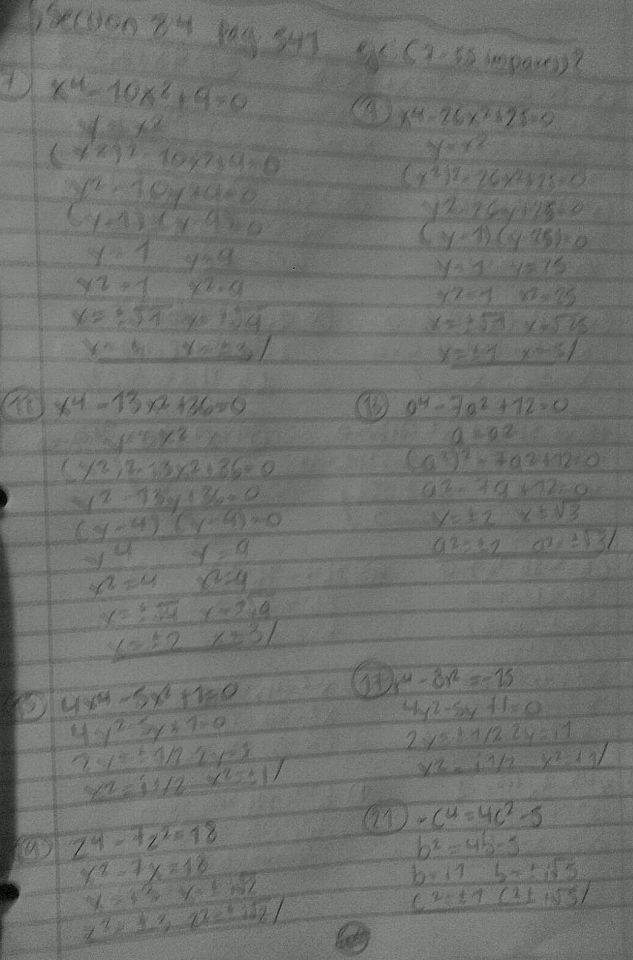 Section 8.4 Pag 541 ej (7-55 impares)?
7 x⁴-10x²+9=0
y=x²
(x²)²-10x²+9=0
y²-10y+9=0
(y-1)(y-9)=0
y=1 y=9
x²=1 x²=9
x=±√1 x=±√9
x=±1 x=±3/
9 x⁴-26x²+25=0
y=x²
(x²)²-26x²+25=0
y²-26y+25=0
(y-1)(y-25)=0
y=1 y=25
x²=1 x²=25
x=±√1 x=√25
x=±1 x=5/
11 x⁴-13x²+36=0
y=x²
(x²)²-13x²+36=0
y²-13y+36=0
(y-4)(y-9)=0
y4 y=9
x²=4 x²=9
x=±√4 x=±√9
x=±2 x=±3/
13 a⁴-7a²+12=0
a=a²
(a²)²-7a²+12=0
a²-7a+12=0
x=±2 x±√3
a²=±2 a²=±√3/
15 4x⁴-5x²+1=0
4y²-5y+1=0
2y=±1/2 2y=1
x²=±1/2 x²=±1/
17 x⁴-8x²=-15
4y²-5y+1=0
2y=±1/2 2y=±1
x²=±1/2 x²=±1/
19 z⁴-7z²=18
x²-7x=18
x=±3 x=±i√2
z²=±3 z²=±i√2/
21 -c⁴=4c²-5
b²=4b-5
b=±1 b=±i√5
c²=±1 c²±i√5/